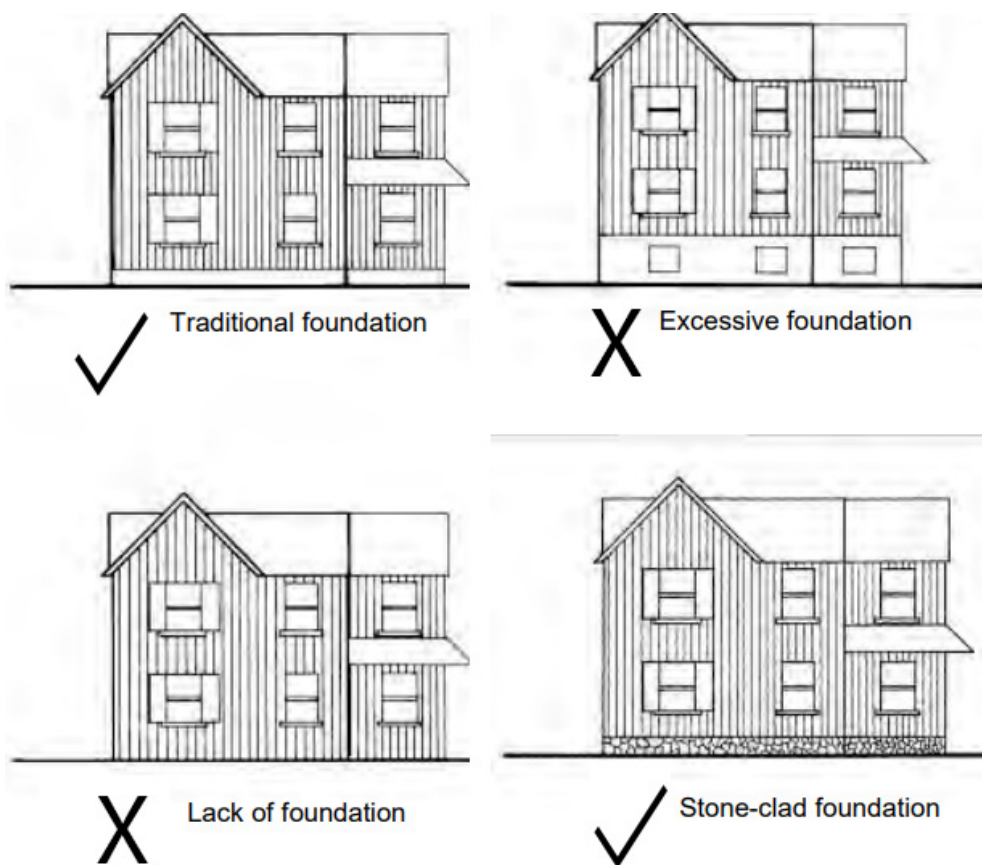 Traditional foundation
Excessive foundation
Lack of foundation
Stone-clad foundation